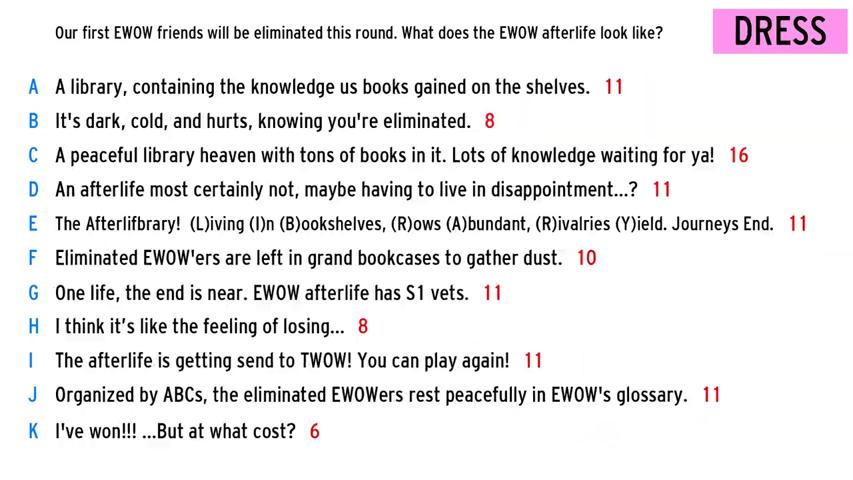 Our first EWOW friends will be eliminated this round. What does the EWOW afterlife look like?
DRESS
A A library, containing the knowledge us books gained on the shelves. 11
B It's dark, cold, and hurts, knowing you're eliminated. 8
C A peaceful library heaven with tons of books in it. Lots of knowledge waiting for ya! 16
D An afterlife most certainly not, maybe having to live in disappointment...? 11
E The Afterlifbrary! (L)iving (I)n (B)ookshelves, (R)ows (A)bundant, (R)ivalries (Y)ield. Journeys End. 11
F Eliminated EWOW'ers are left in grand bookcases to gather dust. 10
G One life, the end is near. EWOW afterlife has S1 vets. 11
H I think it’s like the feeling of losing... 8
I The afterlife is getting send to TWOW! You can play again! 11
J Organized by ABCs, the eliminated EWOWers rest peacefully in EWOW's glossary. 11
K I've won!!! ...But at what cost? 6